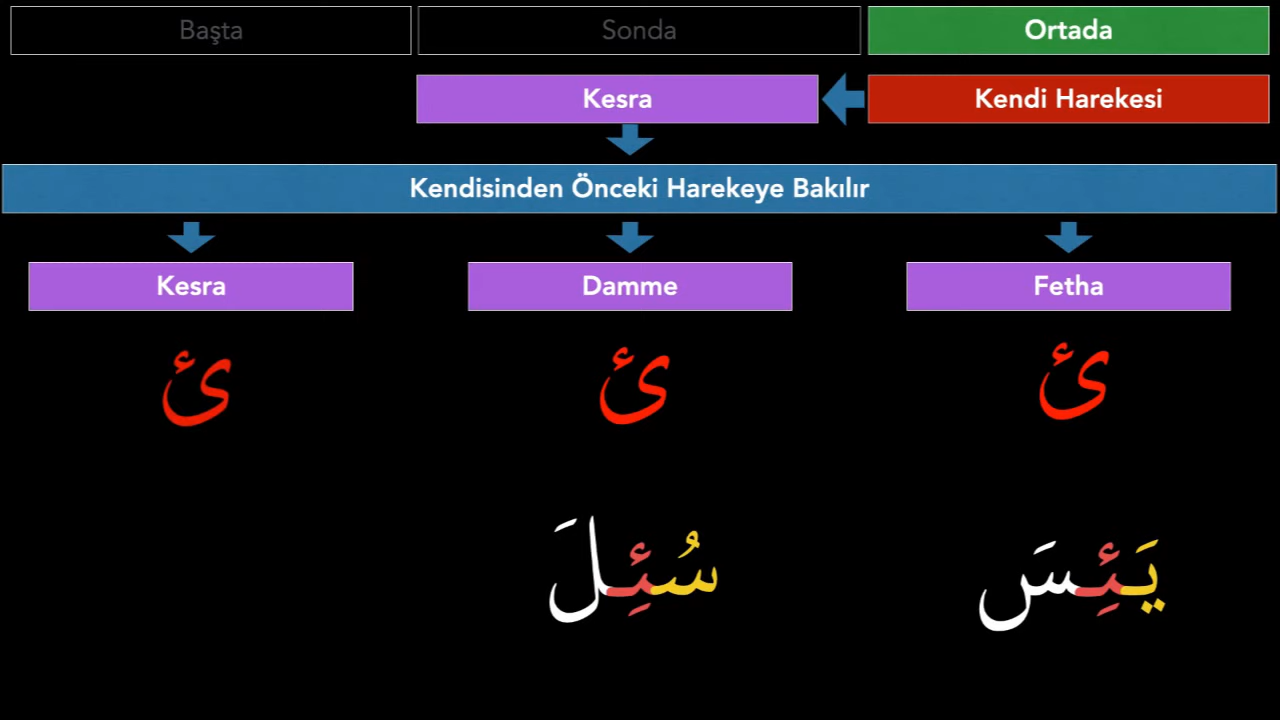 Başta Sonda Ortada
Kesra Kendi Harekesi
Kendisinden Önceki Harekeye Bakılır
Kesra Damme Fetha
ئ ئ ئ
سُئِلَ يَئِسَ